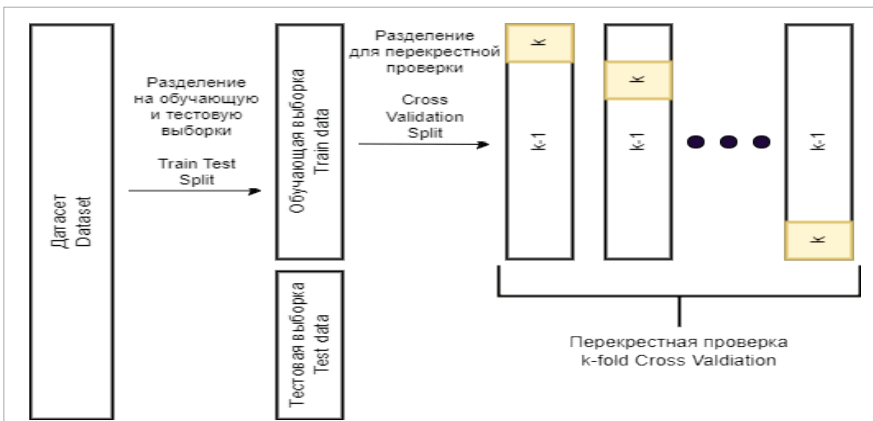 Датасет
Dataset
Разделение
на обучающую
и тестовую
выборки
Train Test
Split
Обучающая выборка
Train data
Тестовая выборка
Test data
Разделение
для перекрестной
проверки
Cross
Validation
Split
k
k-1
k
k-1
k-1
k
Перекрестная проверка
k-fold Cross Valdiation